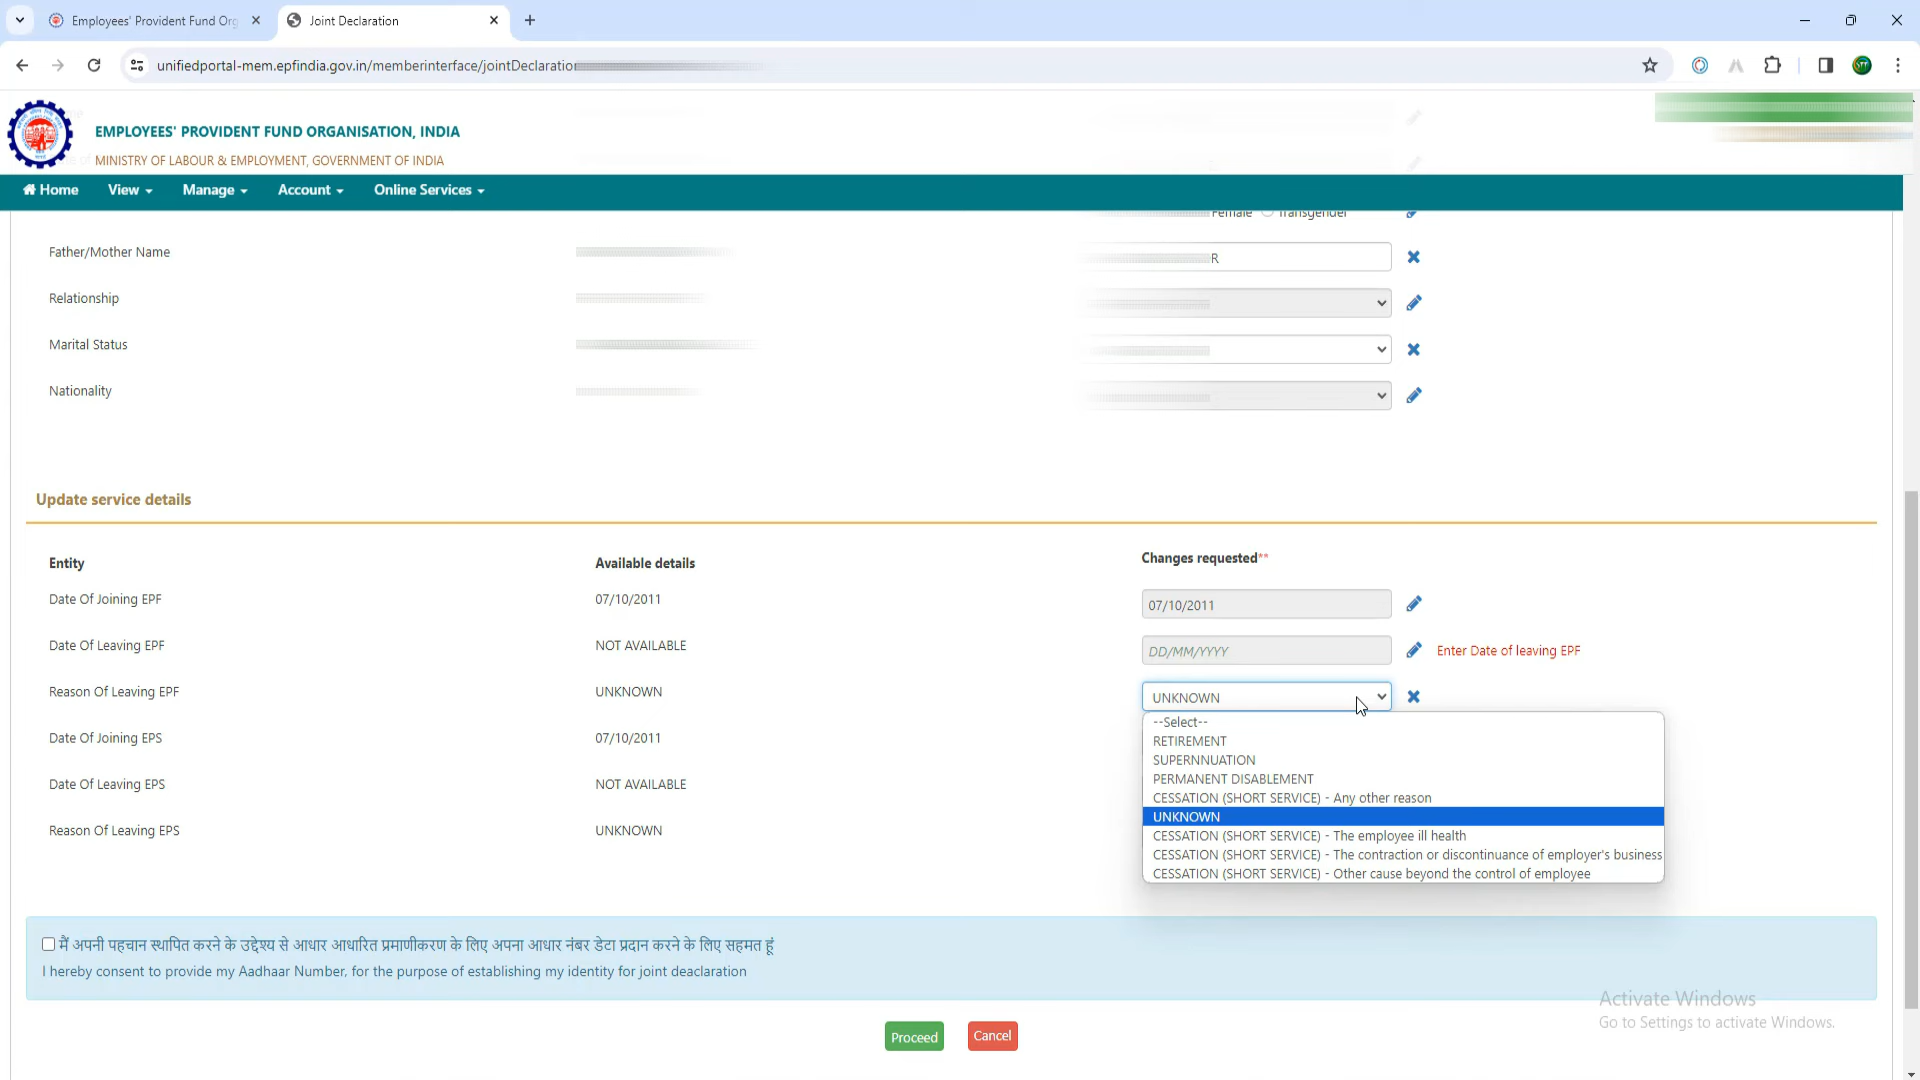 Employees' Provident Fund Org
Joint Declaration
unifiedportal-mem.epfindia.gov.in/memberinterface/jointDeclaration
EMPLOYEES' PROVIDENT FUND ORGANISATION, INDIA
MINISTRY OF LABOUR & EMPLOYMENT, GOVERNMENT OF INDIA
Home View Manage Account Online Services
Female Transgender
Father/Mother Name R
Relationship
Marital Status
Nationality
Update service details
Entity Available details Changes requested**
Date Of Joining EPF 07/10/2011 07/10/2011
Date Of Leaving EPF NOT AVAILABLE DD/MM/YYYY Enter Date of leaving EPF
Reason Of Leaving EPF UNKNOWN UNKNOWN
--Select--
Date Of Joining EPS 07/10/2011 RETIREMENT
SUPERNNUATION
Date Of Leaving EPS NOT AVAILABLE PERMANENT DISABLEMENT
CESSATION (SHORT SERVICE) - Any other reason
UNKNOWN
Reason Of Leaving EPS UNKNOWN CESSATION (SHORT SERVICE) - The employee ill health
CESSATION (SHORT SERVICE) - The contraction or discontinuance of employer's business
CESSATION (SHORT SERVICE) - Other cause beyond the control of employee
मैं अपनी पहचान स्थापित करने के उद्देश्य से आधार आधारित प्रमाणीकरण के लिए अपना आधार नंबर डेटा प्रदान करने के लिए सहमत हूं
I hereby consent to provide my Aadhaar Number, for the purpose of establishing my identity for joint deaclaration
Activate Windows
Go to Settings to activate Windows.
Proceed Cancel